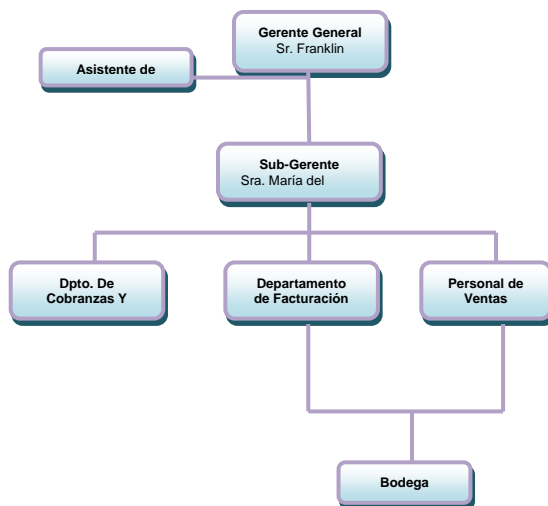 Gerente General
Sr. Franklin
Asistente de
Sub-Gerente
Sra. María del
Dpto. De
Cobranzas Y
Departamento
de Facturación
Personal de
Ventas
Bodega